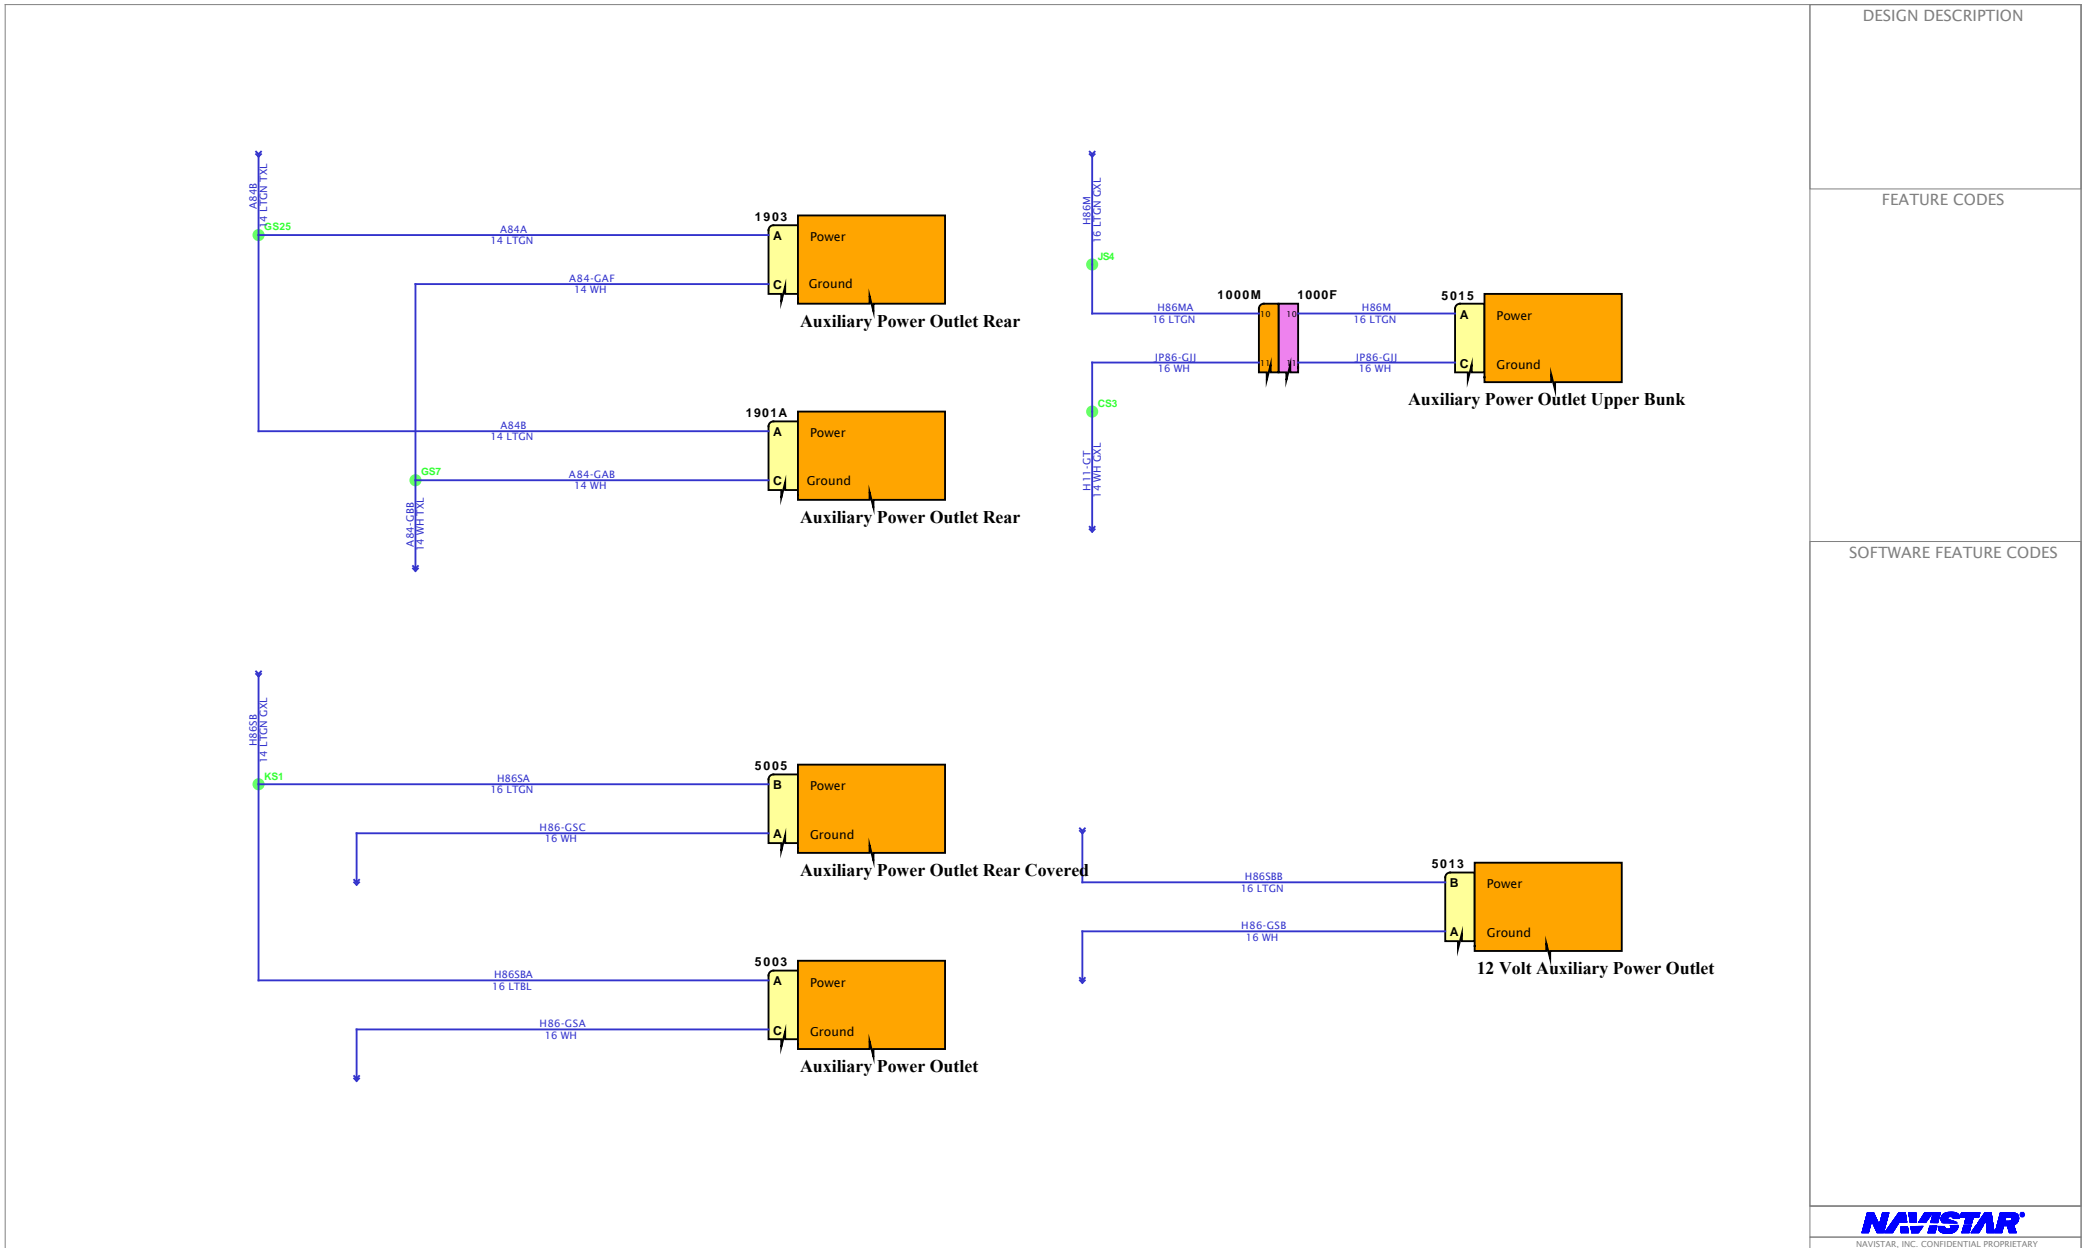 DESIGN DESCRIPTION
FEATURE CODES
SOFTWARE FEATURE CODES
A84B
14 LTGN TXL
GS25
A84A
14 LTGN
1903
A
Power
A84-GAF
14 WH
C
Ground
Auxiliary Power Outlet Rear
A84B
14 LTGN
1901A
A
Power
GS7
A84-GAB
14 WH
C
Ground
Auxiliary Power Outlet Rear
A84-GBB
14 WH TXL
H86M
16 LTGN GXL
JS4
H86MA
16 LTGN
1000M
1000F
10
10
H86M
16 LTGN
5015
A
Power
JP86-GJJ
16 WH
11
11
JP86-GJJ
16 WH
C
Ground
Auxiliary Power Outlet Upper Bunk
CS3
H11-GT
14 WH GXL
H86SB
14 LTGN GXL
KS1
H86SA
16 LTGN
5005
B
Power
H86-GSC
16 WH
A
Ground
Auxiliary Power Outlet Rear Covered
H86SBA
16 LTBL
5003
A
Power
H86-GSA
16 WH
C
Ground
Auxiliary Power Outlet
H86SBB
16 LTGN
5013
B
Power
H86-GSB
16 WH
A
Ground
12 Volt Auxiliary Power Outlet
NAVISTAR
NAVISTAR, INC. CONFIDENTIAL PROPRIETARY